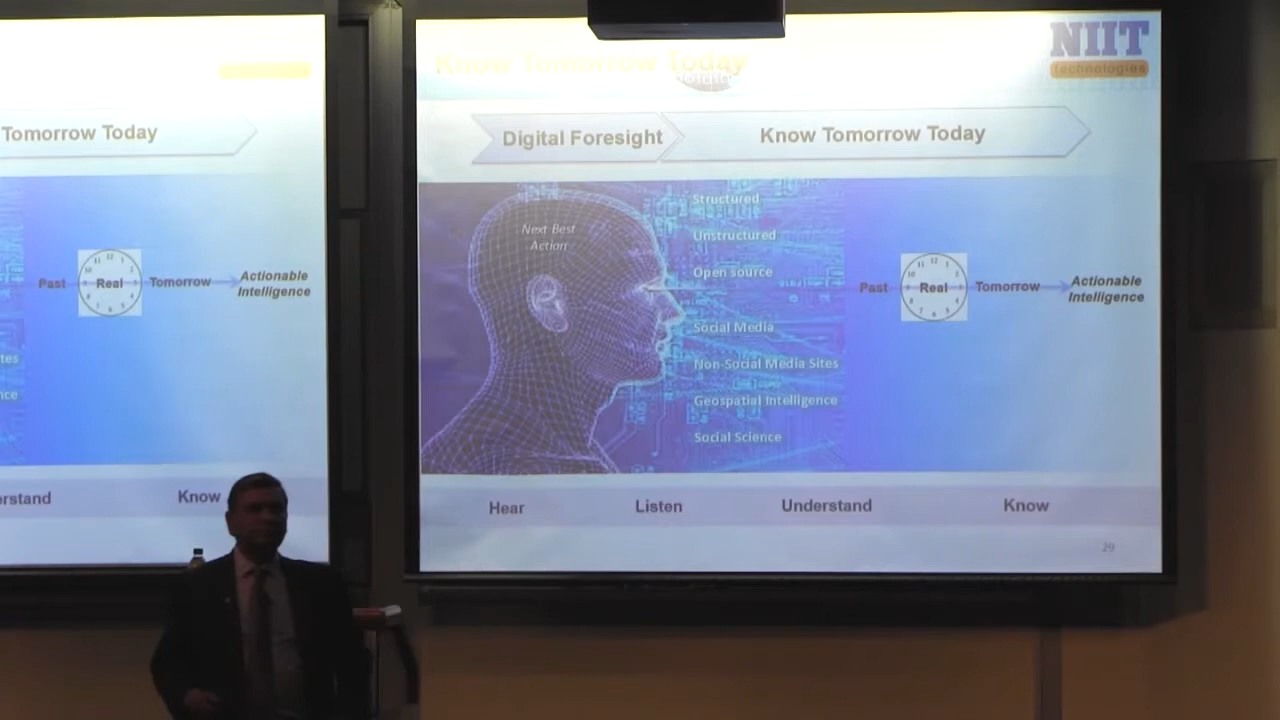 Tomorrow Today
Past
Real
Tomorrow
Actionable
Intelligence
tes
nce
erstand
Know
Know Tomorrow Today
NIIT
technologies
Digital Foresight
Know Tomorrow Today
Next Best
Action
Structured
Unstructured
Open source
Social Media
Non-Social Media Sites
Geospatial Intelligence
Social Science
Past
Real
Tomorrow
Actionable
Intelligence
Hear
Listen
Understand
Know
29